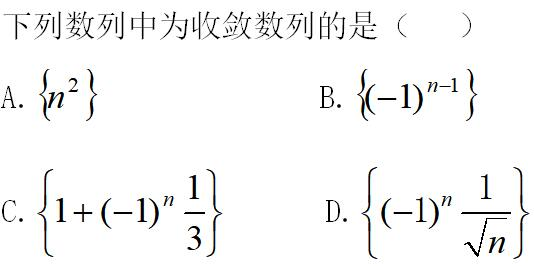 下列数列中为收敛数列的是（　　）
A. {n²}　B. {(−1)ⁿ⁻¹}
C. {1+(−1)ⁿ 1/3}　D. {(−1)ⁿ 1/√n}